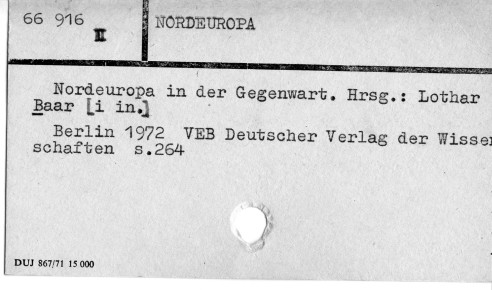 66 916
II
NORDEUROPA
Nordeuropa in der Gegenwart. Hrsg.: Lothar
Baar [i in.]
Berlin 1972 VEB Deutscher Verlag der Wissen
schaften s.264
DUJ 867/71 15 000